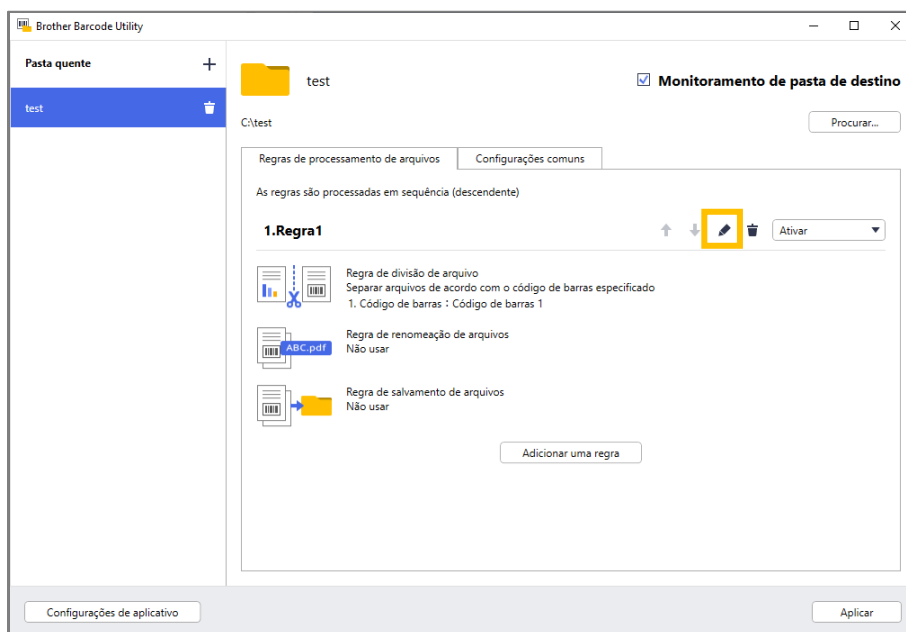 Brother Barcode Utility
Pasta quente
test
test
Monitoramento de pasta de destino
C:\test
Procurar...
Regras de processamento de arquivos
Configurações comuns
As regras são processadas em sequência (descendente)
1.Regra1
Ativar
Regra de divisão de arquivo
Separar arquivos de acordo com o código de barras especificado
1. Código de barras : Código de barras 1
ABC.pdf
Regra de renomeação de arquivos
Não usar
Regra de salvamento de arquivos
Não usar
Adicionar uma regra
Configurações de aplicativo
Aplicar